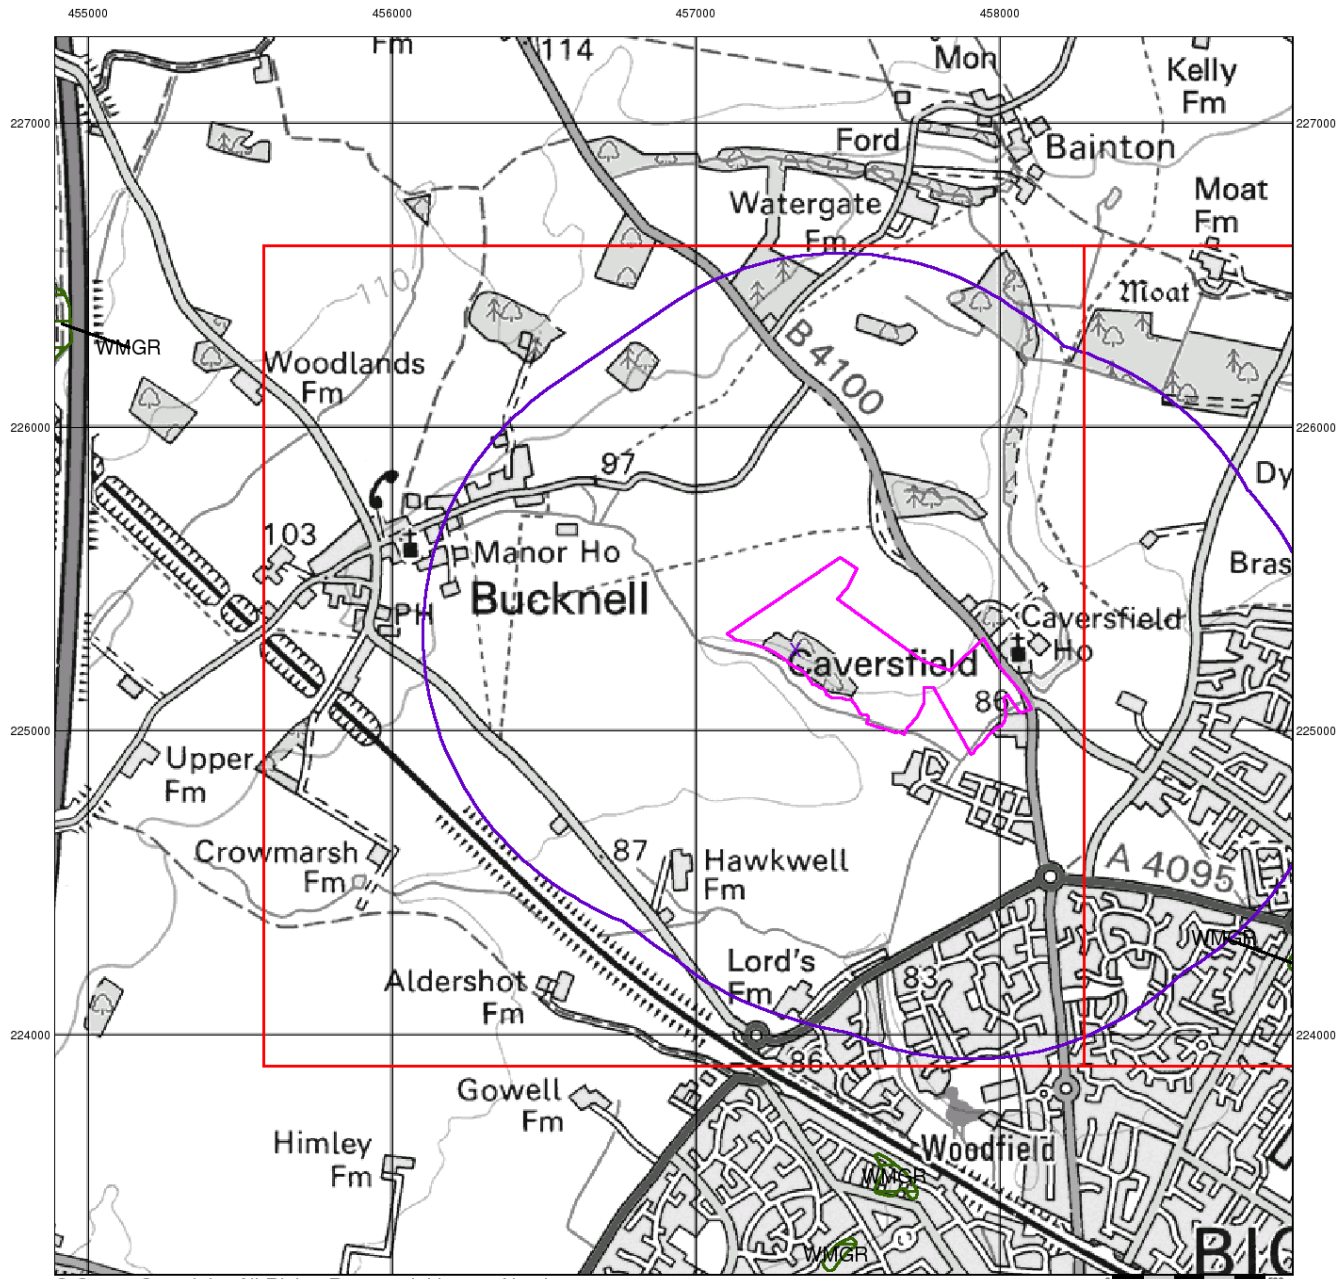 455000 456000 457000 458000
Fm
114
Mon
Kelly
Fm
227000
227000
Ford
Bainton
Moat
Fm
Watergate
Fm
110
Moat
WMGR
Woodlands
Fm
B 4100
226000
226000
97
Dy
103
Manor Ho
Bras
Bucknell
PH
Caversfield
Ho
Caversfield
86
225000
225000
Upper
Fm
Crowmarsh
Fm
87
Hawkwell
Fm
A 4095
WMGR
Lord's
Fm
83
Aldershot
Fm
224000
224000
86
Gowell
Fm
Himley
Fm
Woodfield
WMGR
WMGR
BIC